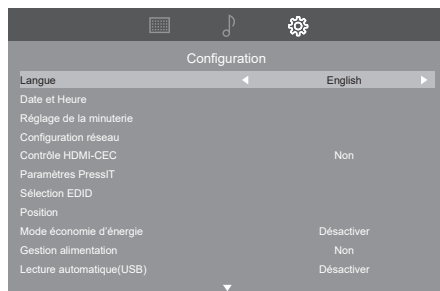 Configuration
Langue English
Date et Heure
Réglage de la minuterie
Configuration réseau
Contrôle HDMI-CEC Non
Paramètres PressIT
Sélection EDID
Position
Mode économie d'énergie Désactiver
Gestion alimentation Non
Lecture automatique(USB) Désactiver